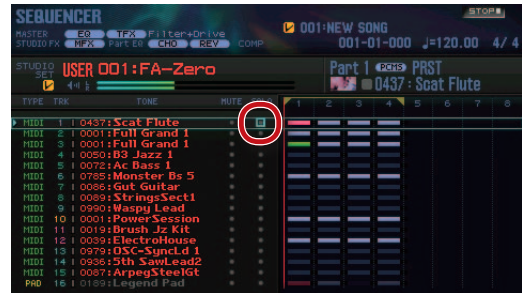 SEQUENCER
STOP
MASTER EQ TFX Filter+Drive
STUDIO FX MFX Part EQ CHO REV COMP
001:NEW SONG
001-01-000 ♩=120.00 4/4
STUDIO SET USER 001:FA-Zero
Part 1 PCMS PRST
0437:Scat Flute
TYPE TRK TONE MUTE 1 2 3 4 5 6 7 8
MIDI 1 0437:Scat Flute
MIDI 2 0001:Full Grand 1
MIDI 3 0001:Full Grand 1
MIDI 4 0050:B3 Jazz 1
MIDI 5 0072:Ac Bass 1
MIDI 6 0785:Monster Bs 5
MIDI 7 0086:Gut Guitar
MIDI 8 0089:StringsSect1
MIDI 9 0990:Waspy Lead
MIDI 10 0001:PowerSession
MIDI 11 0019:Brush Jz Kit
MIDI 12 0039:ElectroHouse
MIDI 13 0979:OSC-SyncLd 1
MIDI 14 0936:5th SawLead2
MIDI 15 0087:ArpegSteelGt
PAD 16 0189:Legend Pad